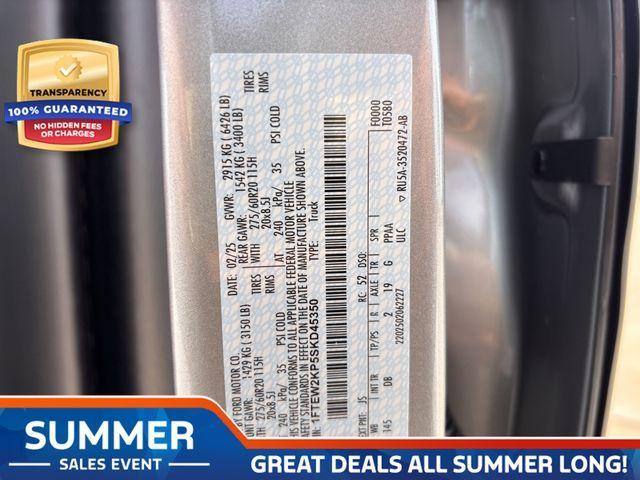 TRANSPARENCY
100% GUARANTEED
NO HIDDEN FEES
OR CHARGES
BY FORD MOTOR CO.
DATE: 02/25 GVWR: 2915 KG (6426 LB)
GAWR: 1429 KG (3150 LB) REAR GAWR: 1542 KG (3400 LB)
275/60R20 115H TIRES WITH 275/60R20 115H TIRES
20x8.5J RIMS 20x8.5J RIMS
240 kPa/ 35 PSI COLD AT 240 kPa/ 35 PSI COLD
VEHICLE CONFORMS TO ALL APPLICABLE FEDERAL MOTOR VEHICLE
SAFETY STANDARDS IN EFFECT ON THE DATE OF MANUFACTURE SHOWN ABOVE.
1FTEW2KP5SKD45350 TYPE: Truck
F0000
T0580
EXT PNT: JS RC: 52 DSO:
WB INT TR TP/PS R AXLE TR SPR
145 DB 2 19 G PPAA
ULC
2202502062227 ▽ RU5A-3520472-AB
SUMMER
SALES EVENT
GREAT DEALS ALL SUMMER LONG!